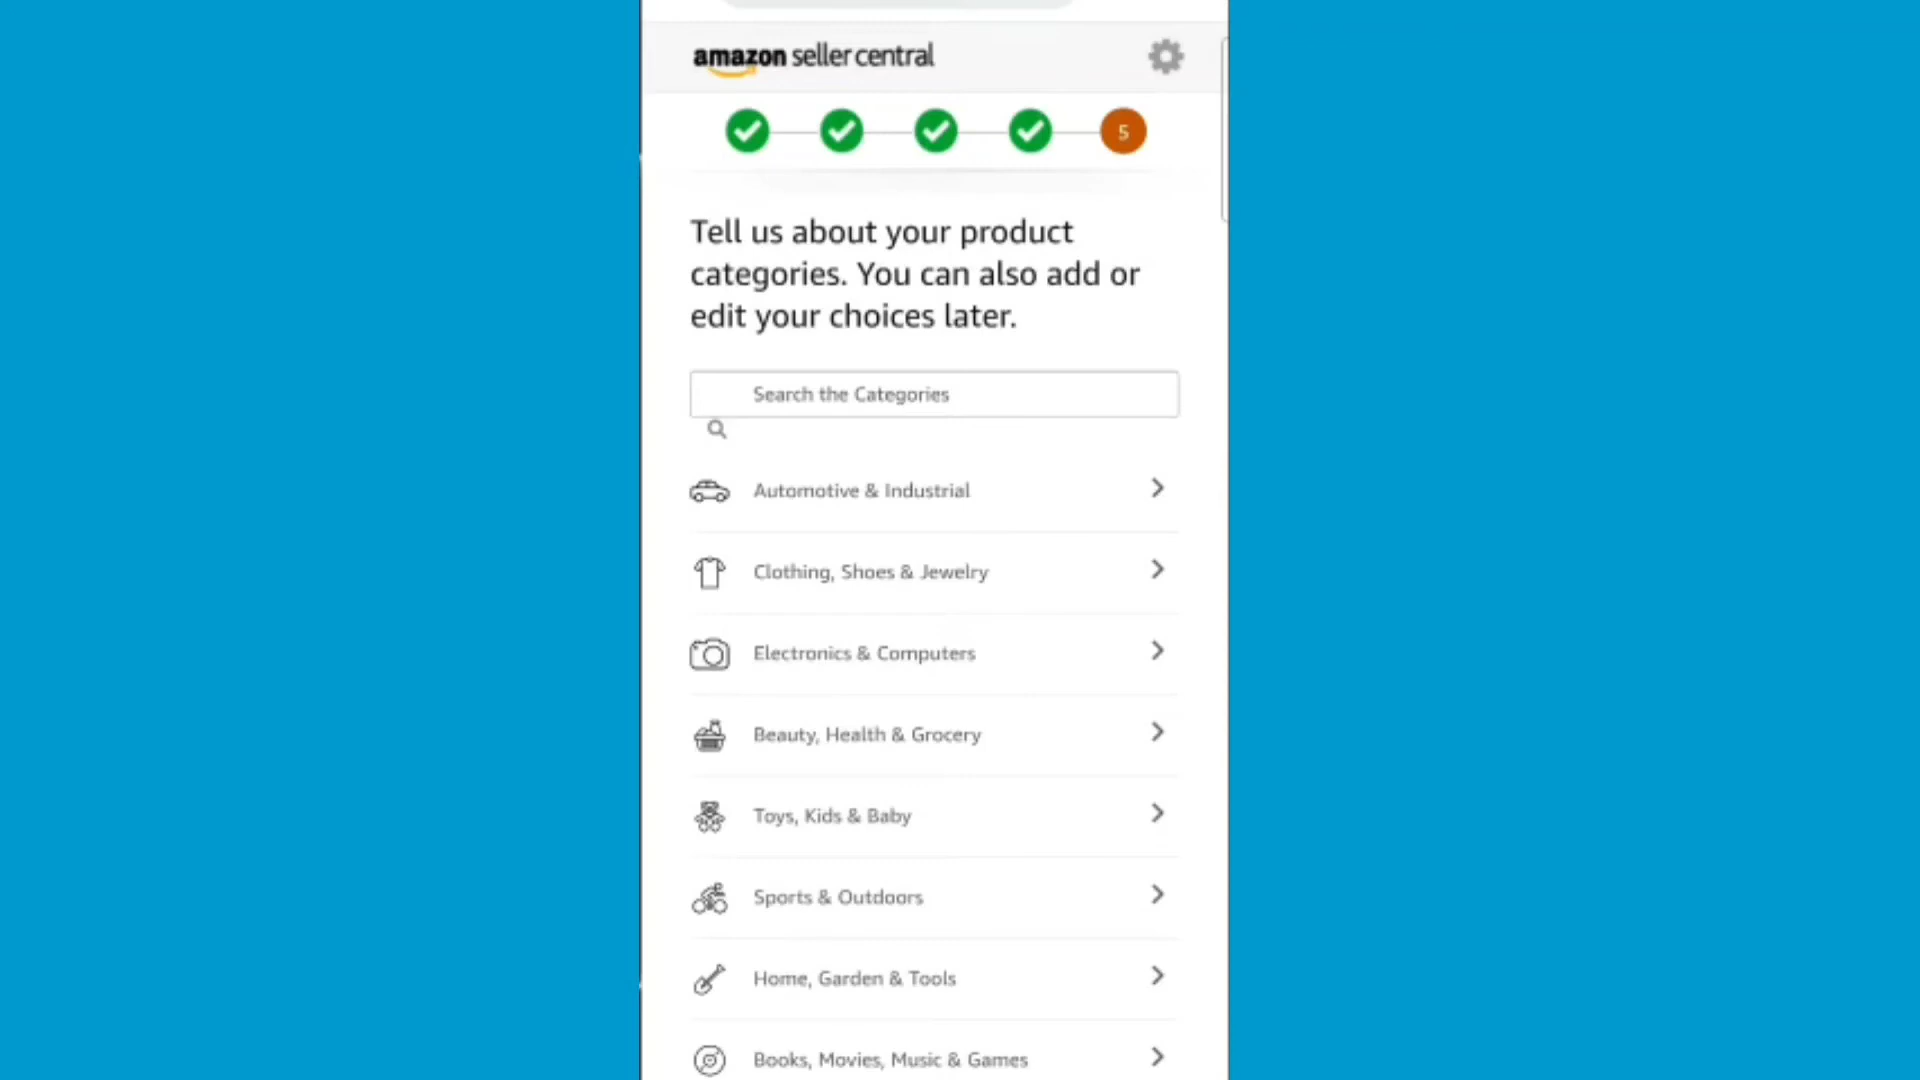 amazon seller central
5
Tell us about your product
categories. You can also add or
edit your choices later.
Search the Categories
Automotive & Industrial
Clothing, Shoes & Jewelry
Electronics & Computers
Beauty, Health & Grocery
Toys, Kids & Baby
Sports & Outdoors
Home, Garden & Tools
Books, Movies, Music & Games